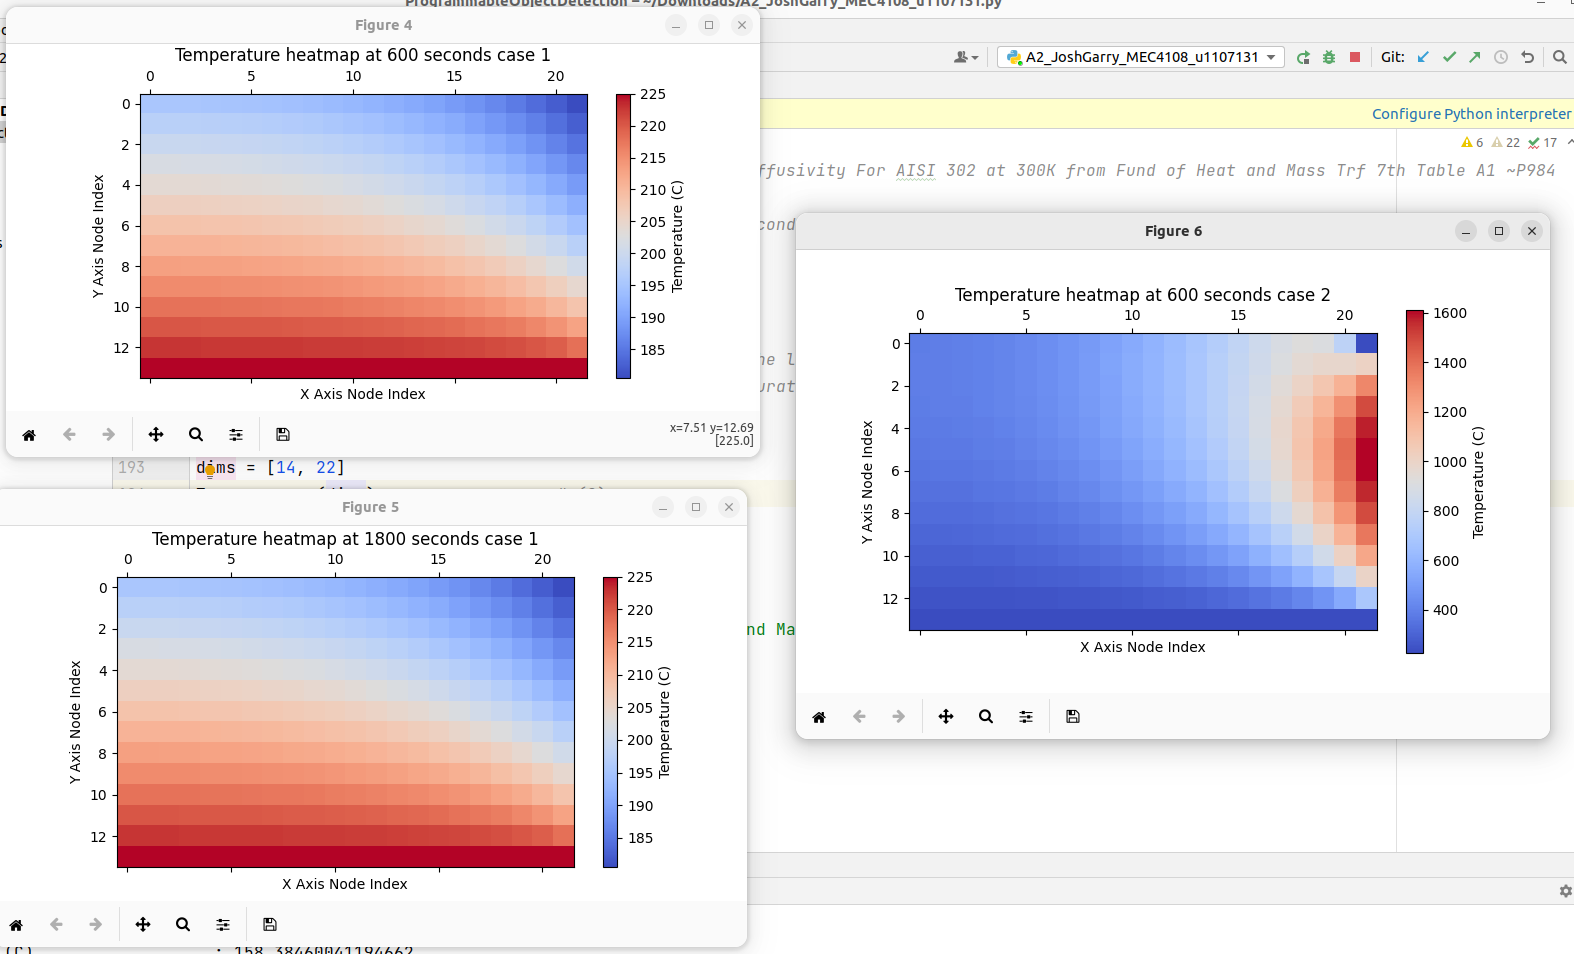 ProgrammableObjectDetection – ~/Downloads/A2_JoshGarry_MEC4108_u1107131.py
A2_JoshGarry_MEC4108_u1107131
Git:
Configure Python interpreter
6 22 17
ffusivity For AISI 302 at 300K from Fund of Heat and Mass Trf 7th Table A1 ~P984
cond
ne l
urat
193 dims = [14, 22]
nd Ma
(C) : 158.38460041194662
Figure 4
Temperature heatmap at 600 seconds case 1
0 5 10 15 20
0
2
4
6
8
10
12
Y Axis Node Index
X Axis Node Index
225
220
215
210
205
200
195
190
185
Temperature (C)
x=7.51 y=12.69
[225.0]
Figure 5
Temperature heatmap at 1800 seconds case 1
0 5 10 15 20
0
2
4
6
8
10
12
Y Axis Node Index
X Axis Node Index
225
220
215
210
205
200
195
190
185
Temperature (C)
Figure 6
Temperature heatmap at 600 seconds case 2
0 5 10 15 20
0
2
4
6
8
10
12
Y Axis Node Index
X Axis Node Index
1600
1400
1200
1000
800
600
400
Temperature (C)